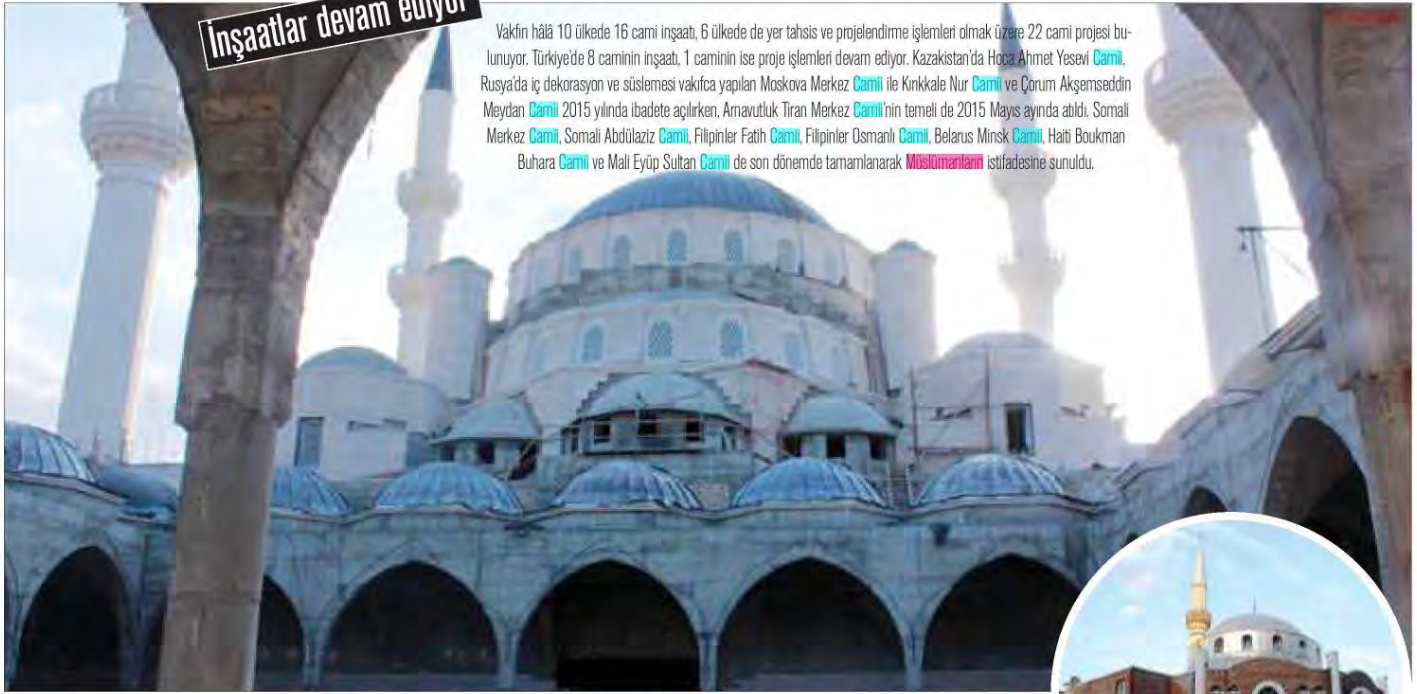 İnşaatlar devam ediyor
Vakfın hâlâ 10 ülkede 16 cami inşaatı, 6 ülkede de yer tahsis ve projelendirme işlemleri olmak üzere 22 cami projesi bu-
lunuyor. Türkiye'de 8 caminin inşaatı, 1 caminin ise proje işlemleri devam ediyor. Kazakistan'da Hoca Ahmet Yesevi Camii,
Rusya'da iç dekorasyon ve süslemesi vakıfca yapılan Moskova Merkez Camii ile Kırıkkale Nur Camii ve Çorum Akşemseddin
Meydan Camii 2015 yılında ibadete açılırken, Arnavutluk Tiran Merkez Camii'nin temeli de 2015 Mayıs ayında atıldı. Somali
Merkez Camii, Somali Abdülaziz Camii, Filipinler Fatih Camii, Filipinler Osmanlı Camii, Belarus Minsk Camii, Haiti Boukman
Buhara Camii ve Mali Eyüp Sultan Camii de son dönemde tamamlanarak Müslümanların istifadesine sunuldu.